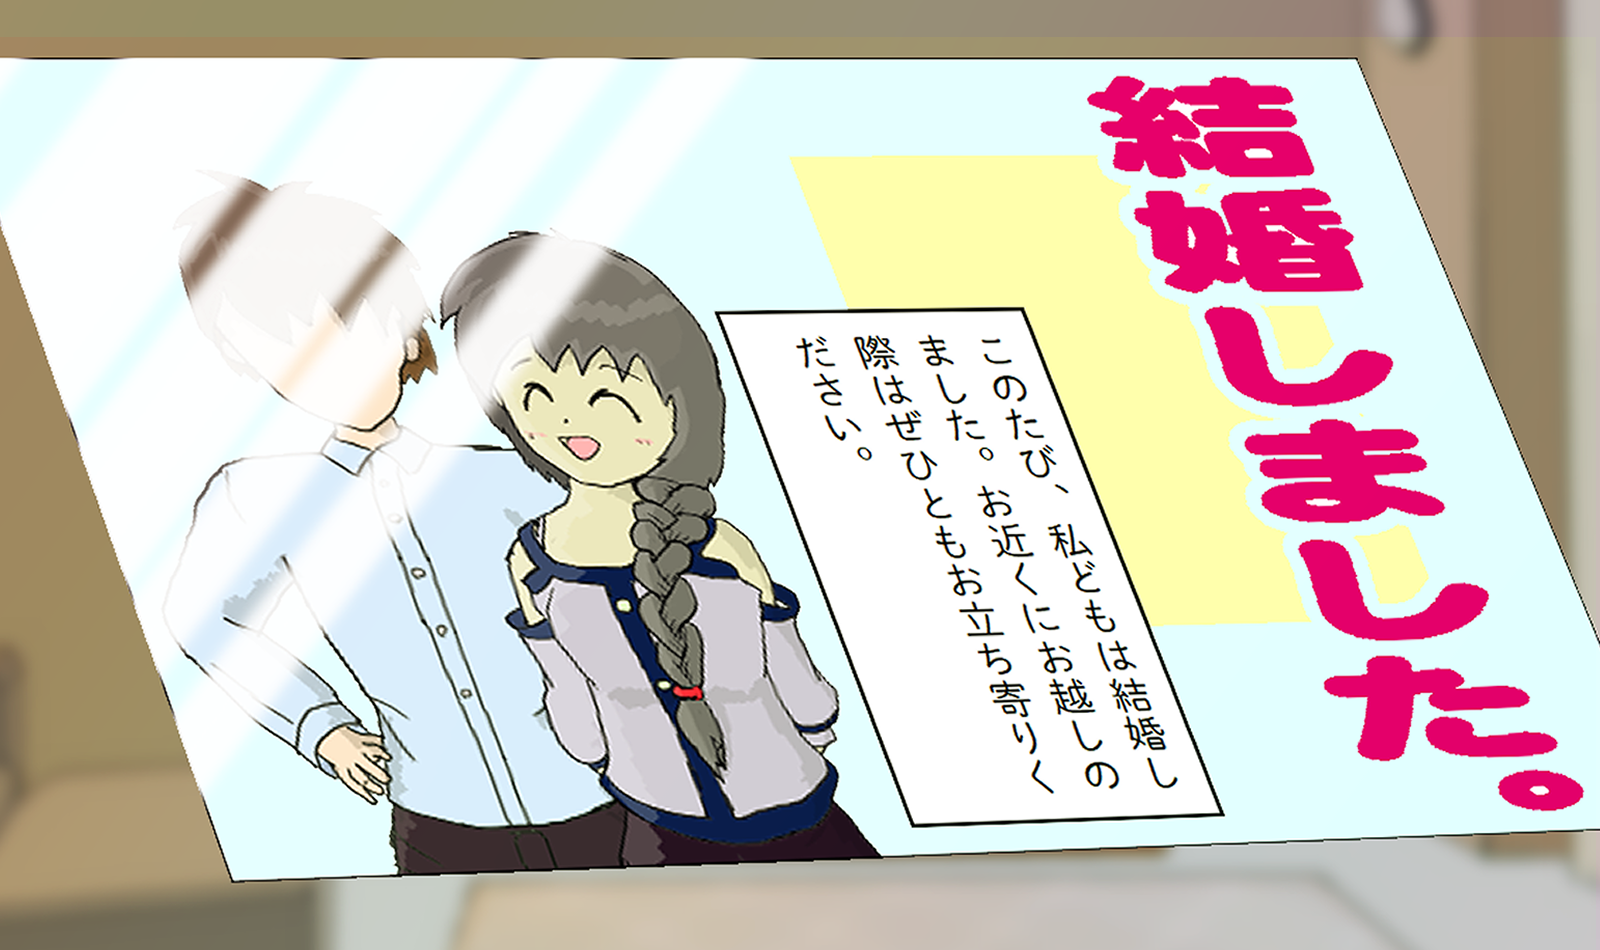 結婚しました。
このたび、私どもは結婚し
ました。お近くにお越しの
際はぜひともお立ち寄りく
ださい。